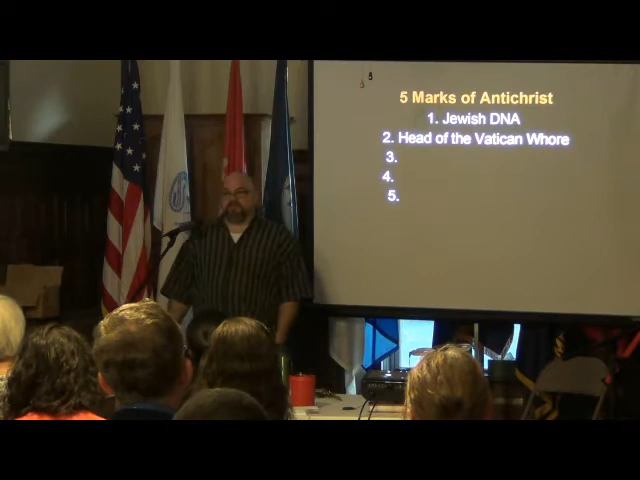 5 Marks of Antichrist
1. Jewish DNA
2. Head of the Vatican Whore
3.
4.
5.